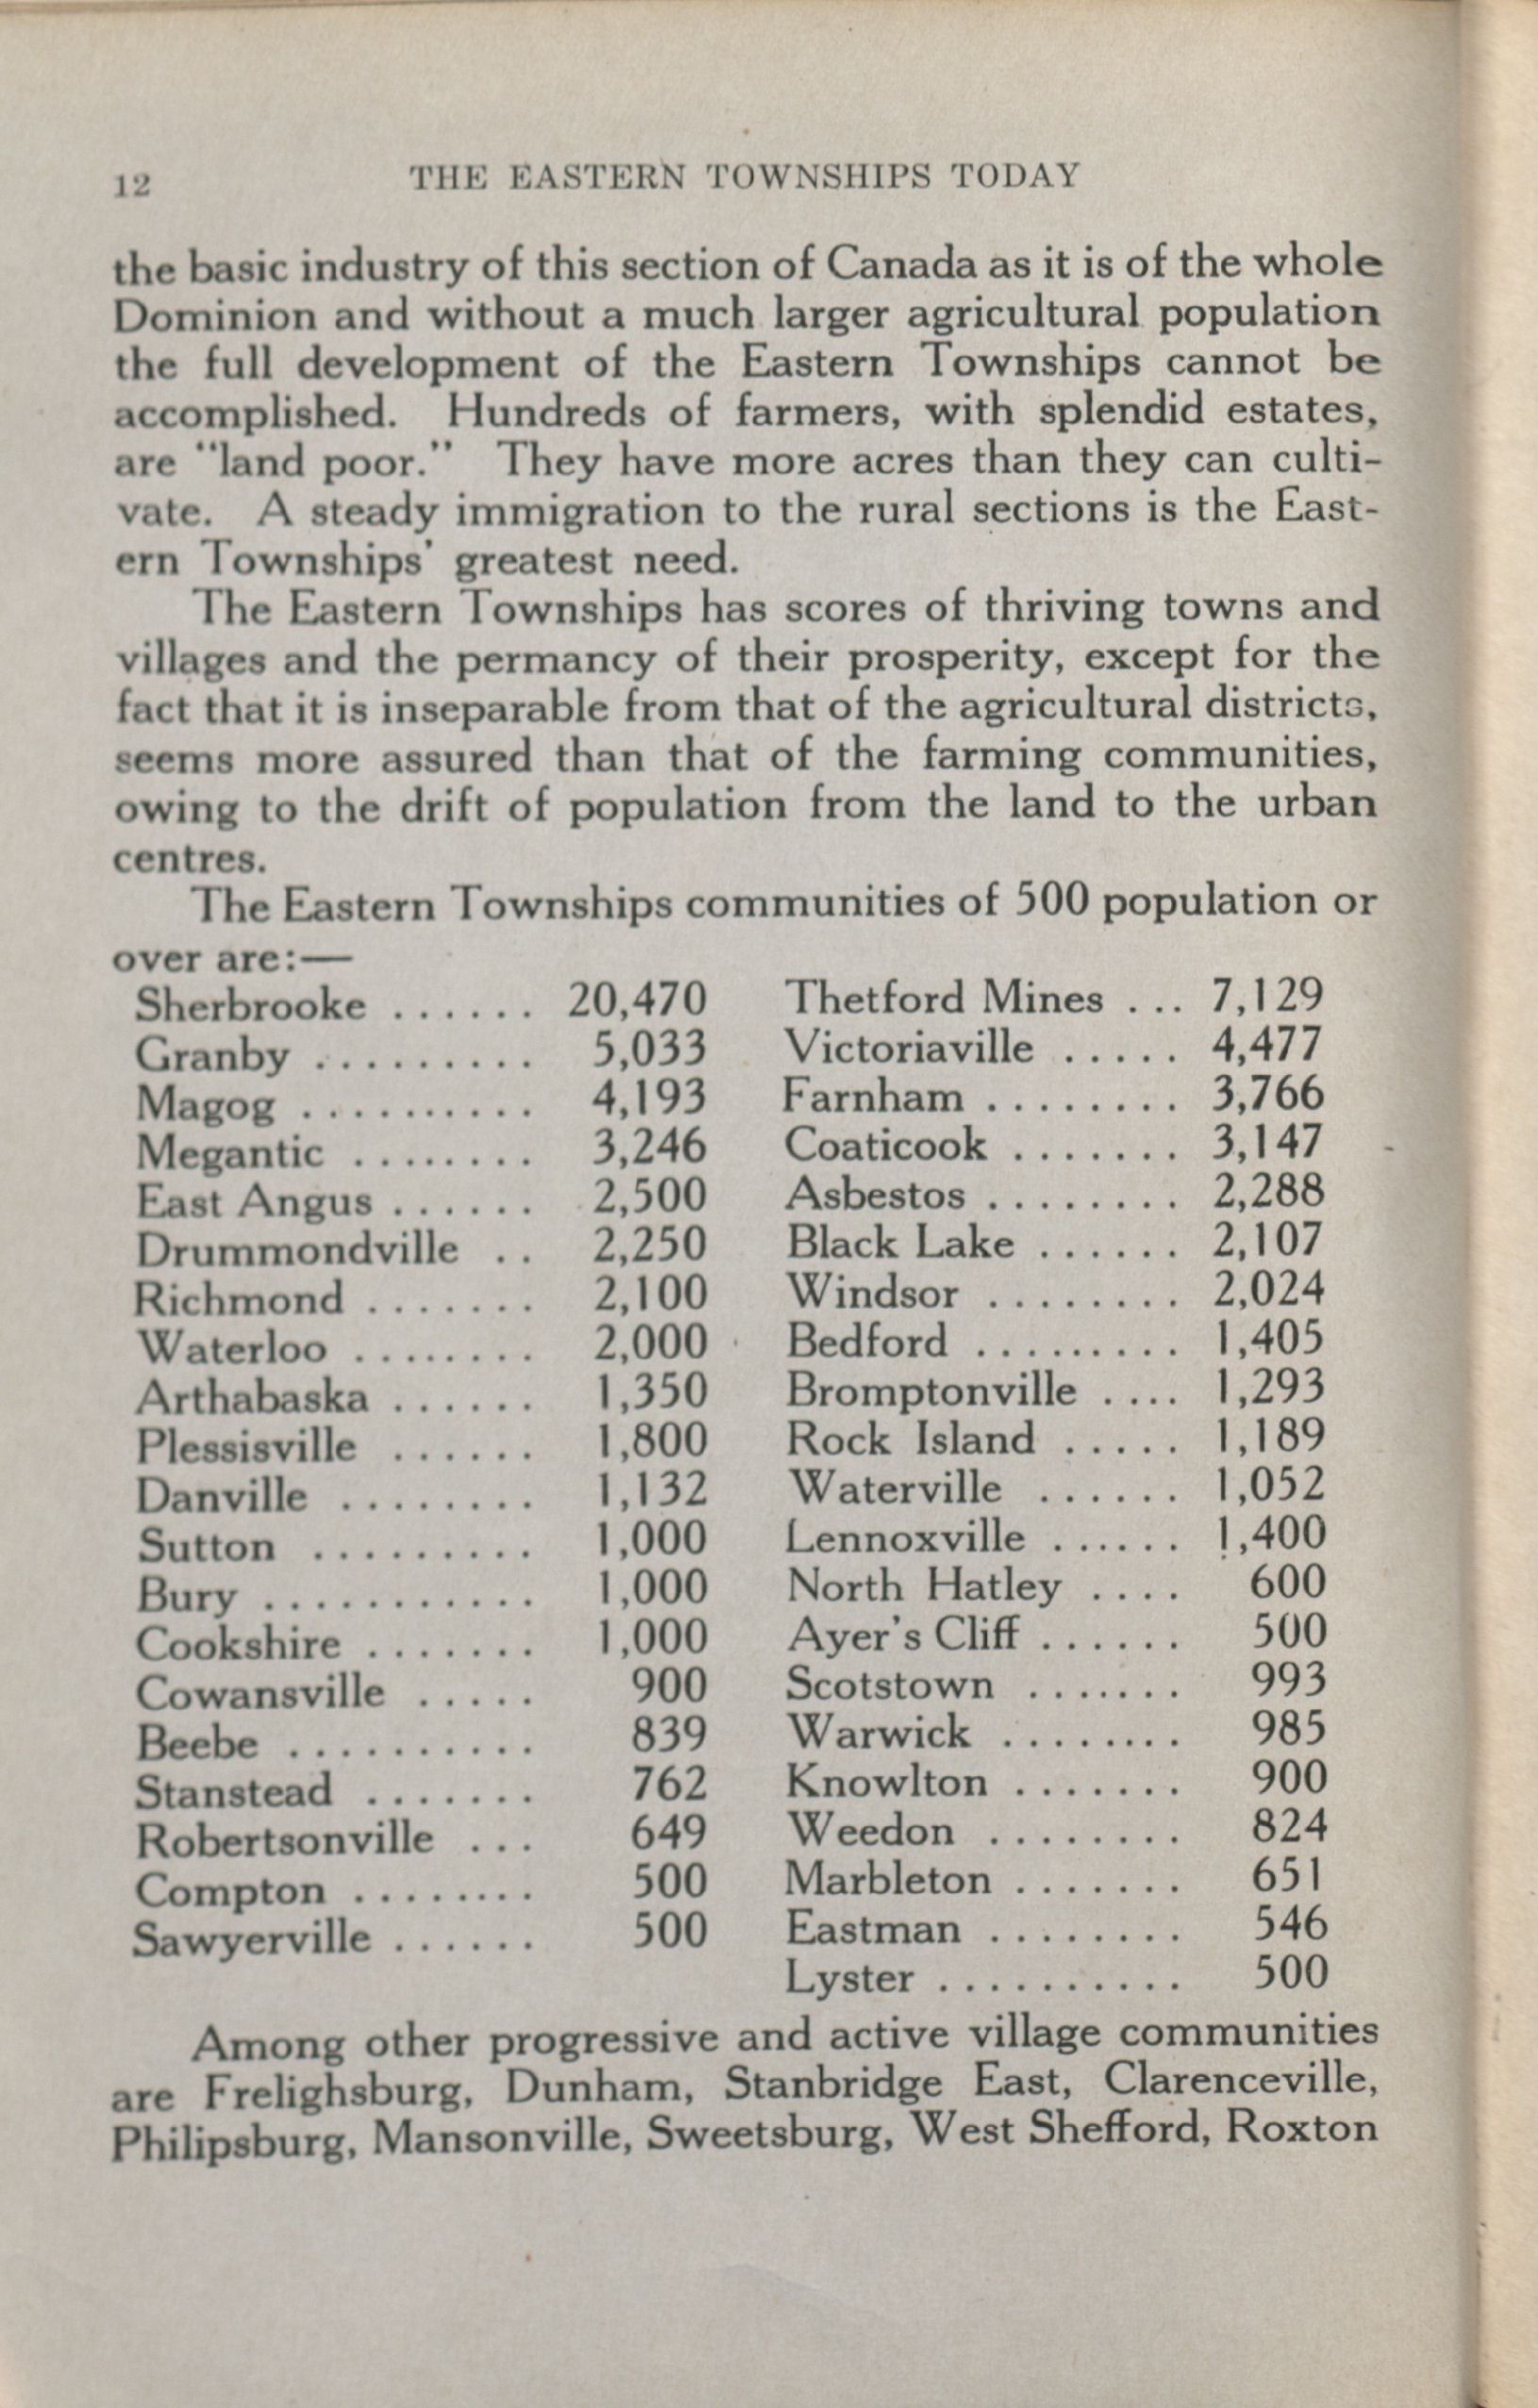 12 THE EASTERN TOWNSHIPS TODAY
the basic industry of this section of Canada as it is of the whole
Dominion and without a much larger agricultural population
the full development of the Eastern Townships cannot be
accomplished. Hundreds of farmers, with splendid estates,
are "land poor." They have more acres than they can culti-
vate. A steady immigration to the rural sections is the East-
ern Townships' greatest need.
The Eastern Townships has scores of thriving towns and
villages and the permancy of their prosperity, except for the
fact that it is inseparable from that of the agricultural districts,
seems more assured than that of the farming communities,
owing to the drift of population from the land to the urban
centres.
The Eastern Townships communities of 500 population or
over are:—
Sherbrooke ...... 20,470 Thetford Mines ... 7,129
Granby ......... 5,033 Victoriaville ..... 4,477
Magog .......... 4,193 Farnham ........ 3,766
Megantic ........ 3,246 Coaticook ....... 3,147
East Angus ...... 2,500 Asbestos ........ 2,288
Drummondville .. 2,250 Black Lake ...... 2,107
Richmond ....... 2,100 Windsor ........ 2,024
Waterloo ........ 2,000 Bedford ......... 1,405
Arthabaska ...... 1,350 Bromptonville .... 1,293
Plessisville ...... 1,800 Rock Island ..... 1,189
Danville ........ 1,132 Waterville ...... 1,052
Sutton ......... 1,000 Lennoxville ...... 1,400
Bury ........... 1,000 North Hatley .... 600
Cookshire ....... 1,000 Ayer's Cliff ...... 500
Cowansville ..... 900 Scotstown ....... 993
Beebe .......... 839 Warwick ........ 985
Stanstead ....... 762 Knowlton ....... 900
Robertsonville ... 649 Weedon ........ 824
Compton ........ 500 Marbleton ....... 651
Sawyerville ...... 500 Eastman ........ 546
Lyster .......... 500
Among other progressive and active village communities
are Frelighsburg, Dunham, Stanbridge East, Clarenceville,
Philipsburg, Mansonville, Sweetsburg, West Shefford, Roxton